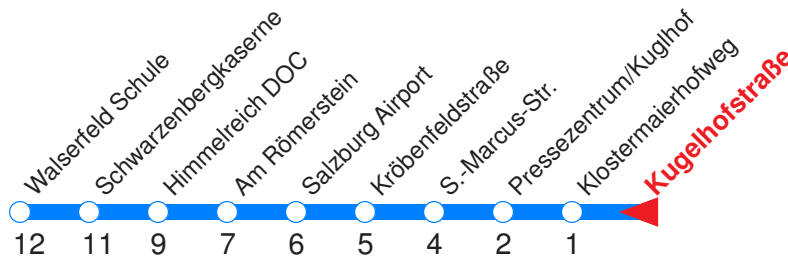 Walserfeld Schule
Schwarzenbergkaserne
Himmelreich DOC
Am Römerstein
Salzburg Airport
Kröbenfeldstraße
S.-Marcus-Str.
Pressezentrum/Kuglhof
Klostermaierhofweg
Kugelhofstraße
12 11 9 7 6 5 4 2 1